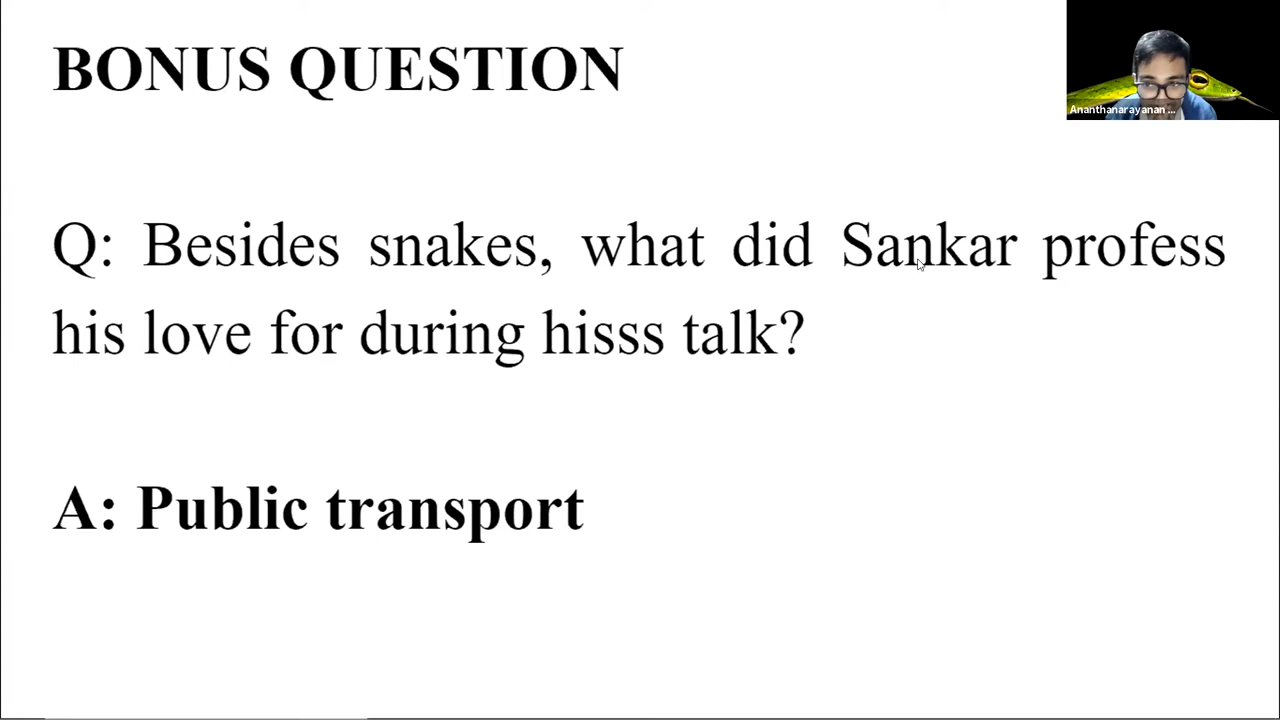 BONUS QUESTION
Ananthanarayanan ...
Q: Besides snakes, what did Sankar profess
his love for during hisss talk?
A: Public transport